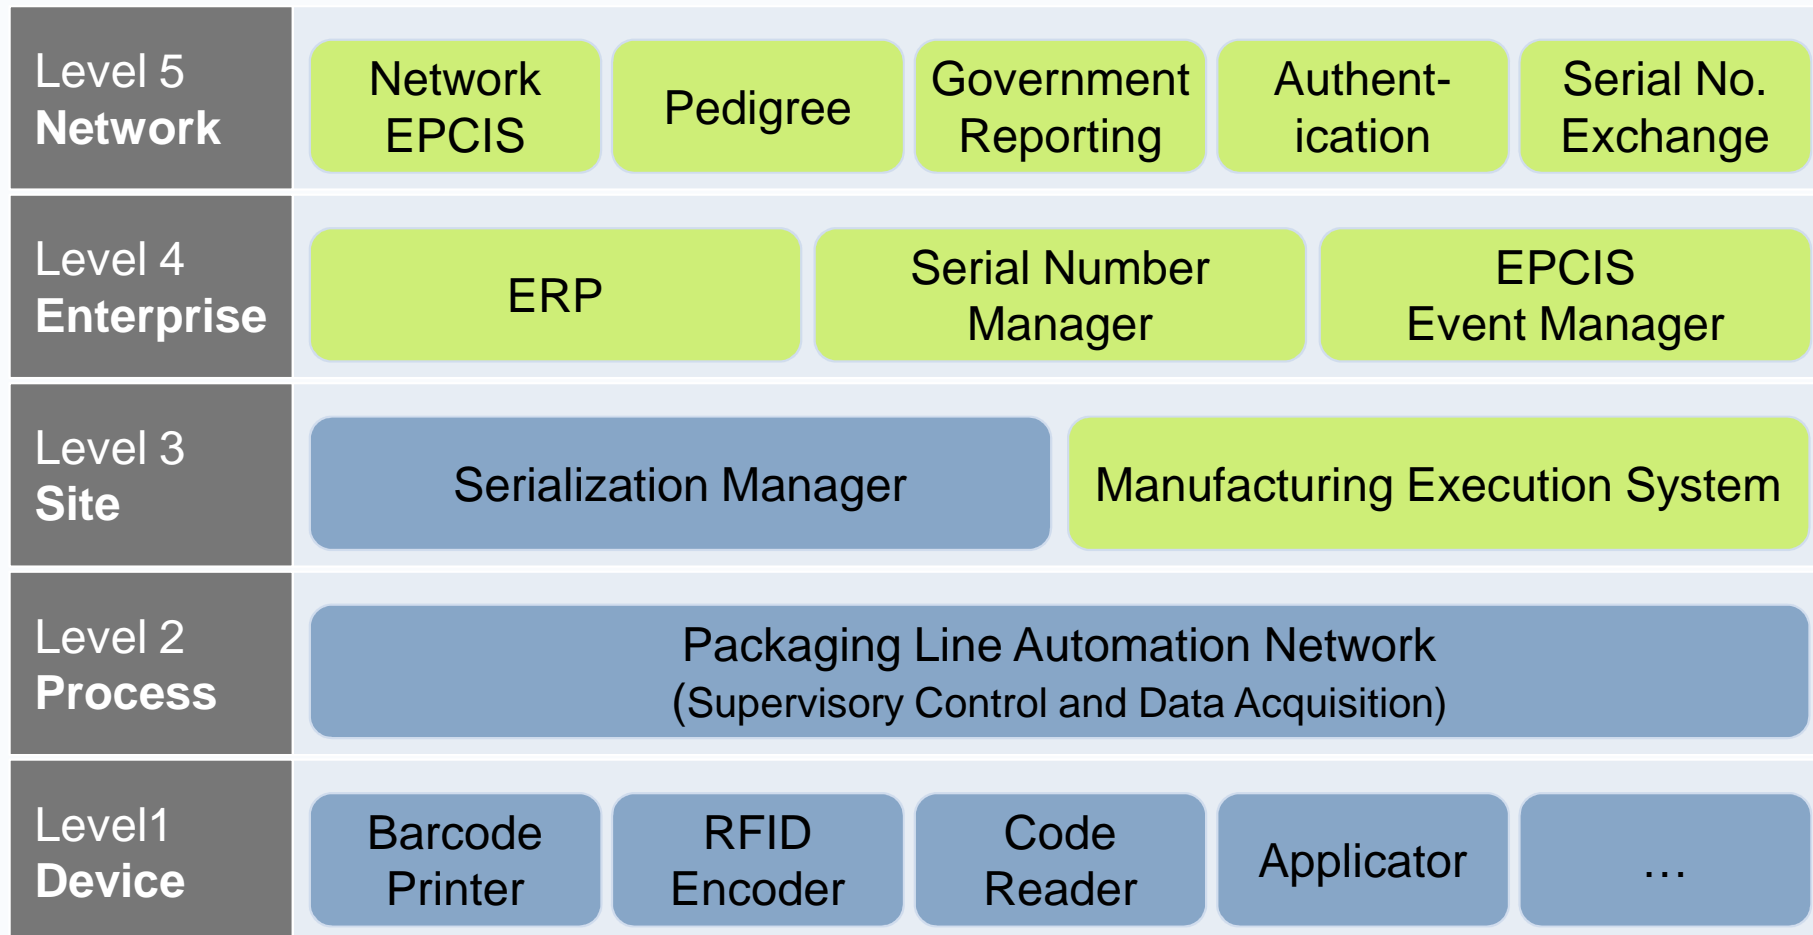 Level 5
Network
Network
EPCIS
Pedigree
Government
Reporting
Authent-
ication
Serial No.
Exchange
Level 4
Enterprise
ERP
Serial Number
Manager
EPCIS
Event Manager
Level 3
Site
Serialization Manager
Manufacturing Execution System
Level 2
Process
Packaging Line Automation Network
(Supervisory Control and Data Acquisition)
Level1
Device
Barcode
Printer
RFID
Encoder
Code
Reader
Applicator
…